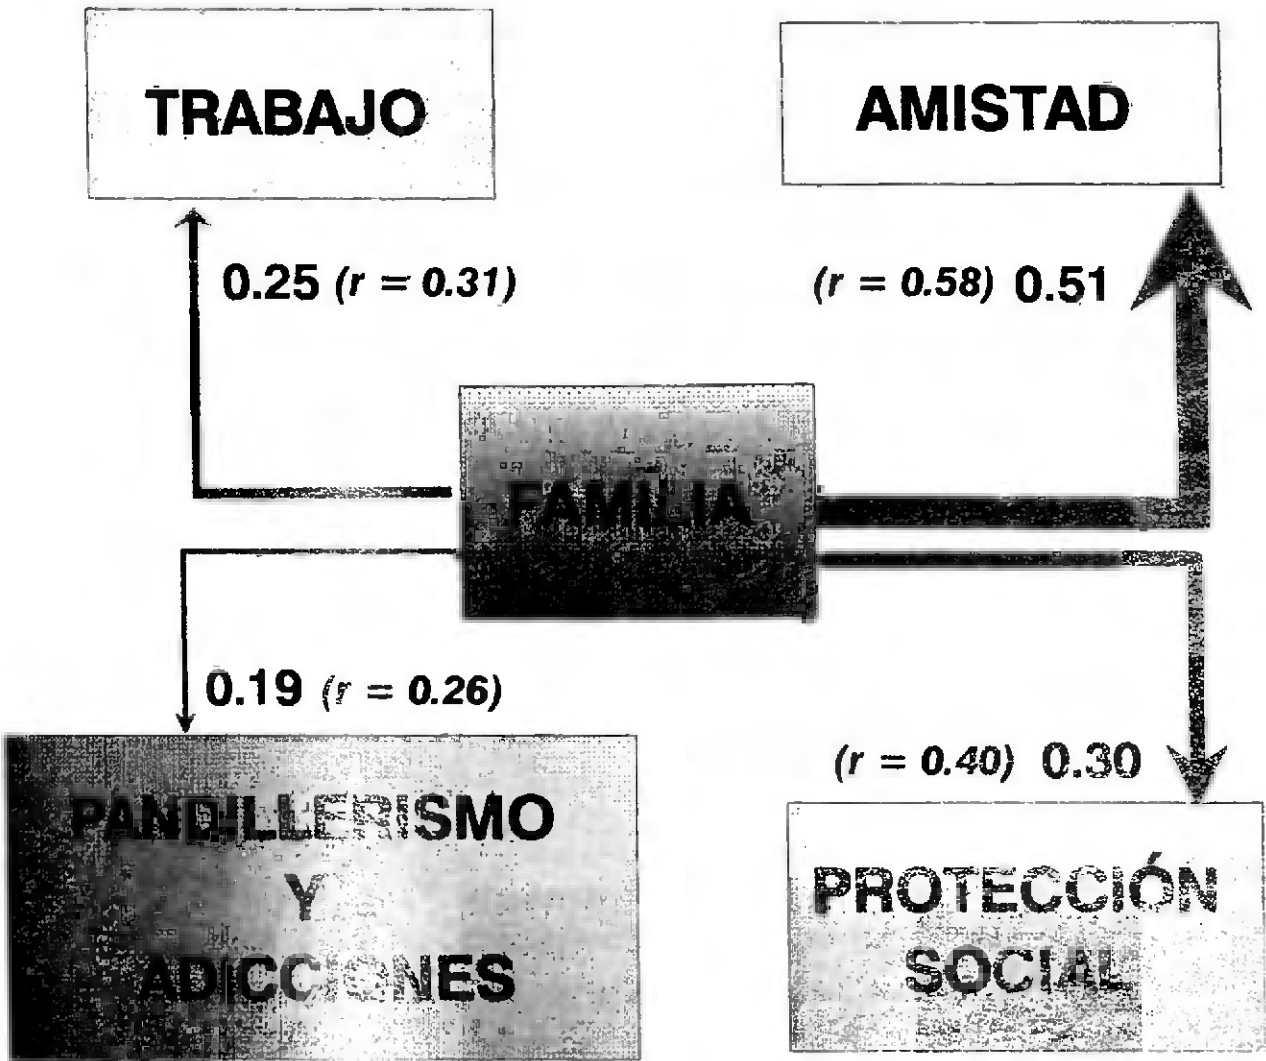 TRABAJO
AMISTAD
0.25 (r = 0.31)
(r = 0.58) 0.51
FAMILIA
0.19 (r = 0.26)
(r = 0.40) 0.30
PANDILLERISMO
Y
ADICCIONES
PROTECCIÓN
SOCIAL